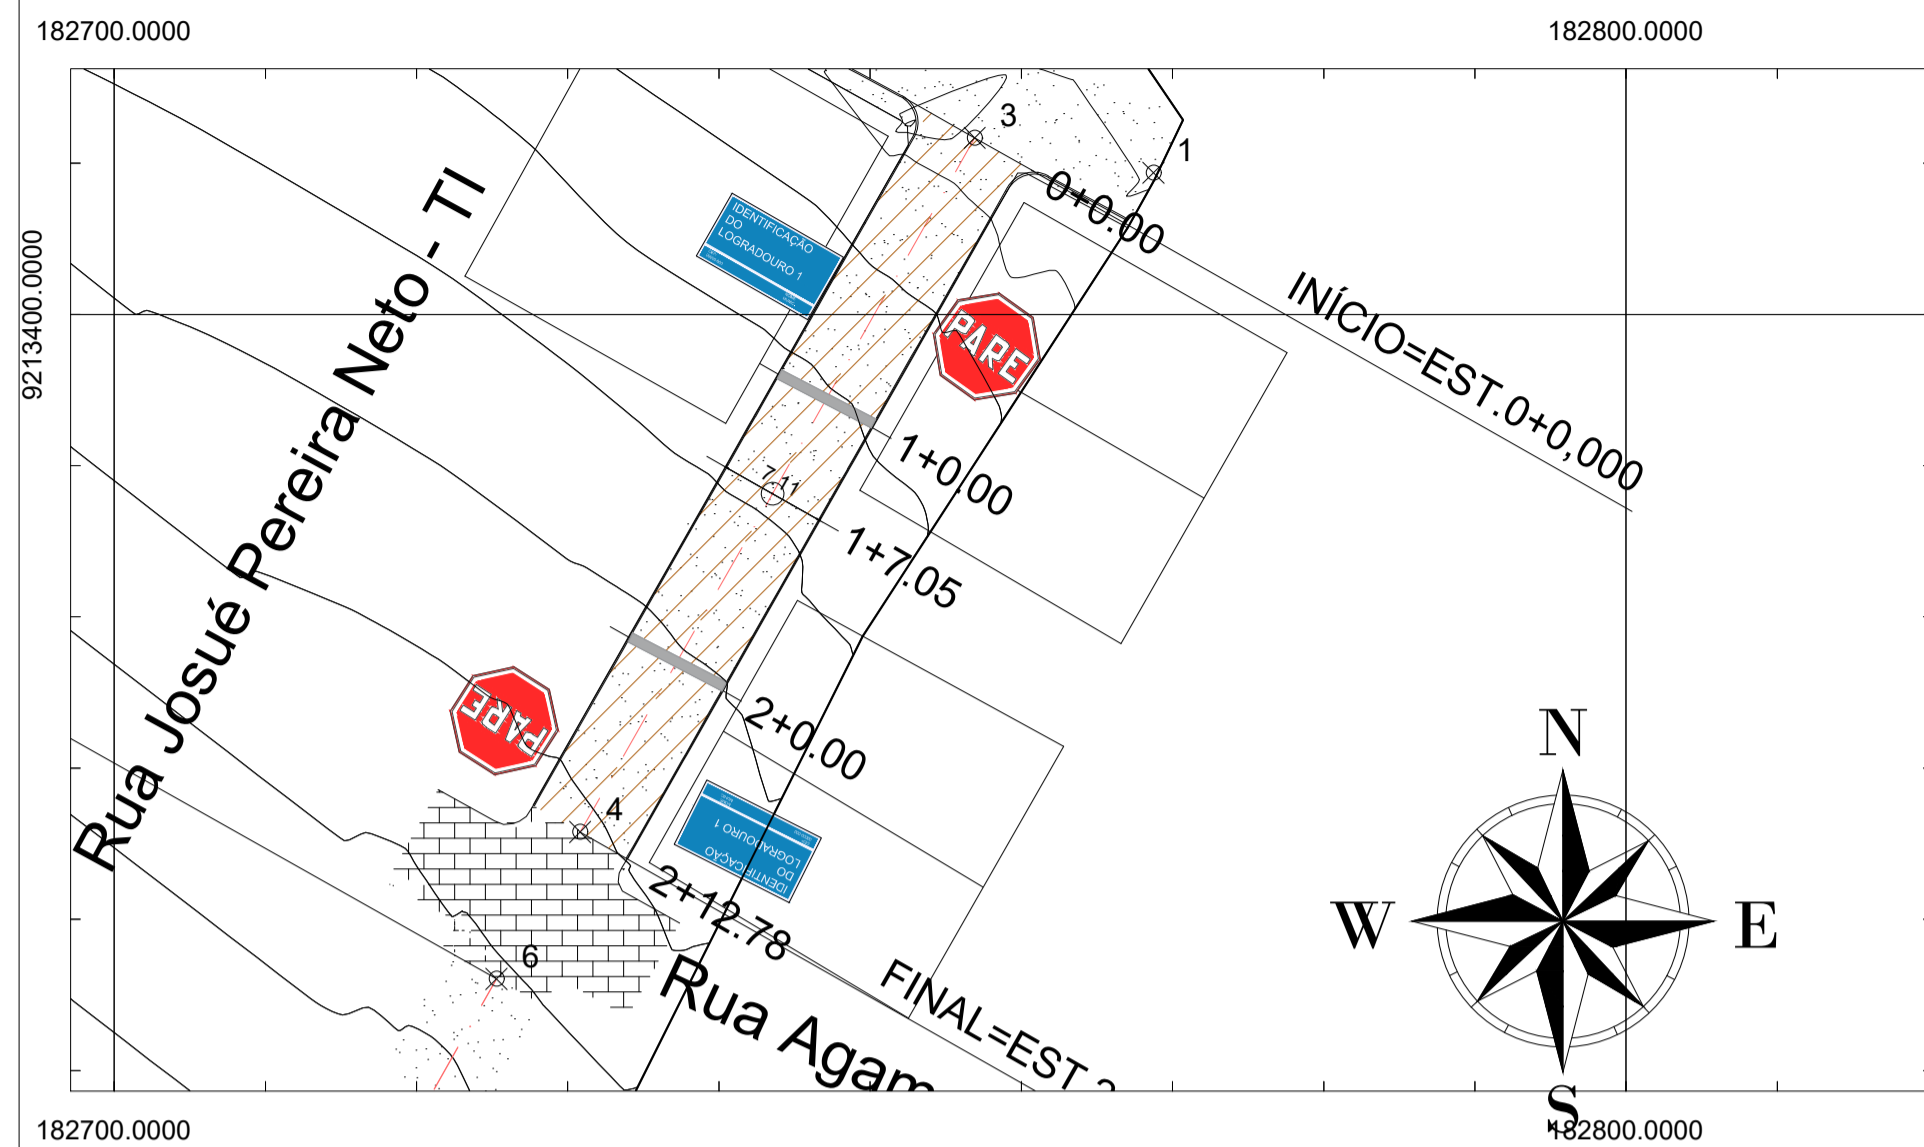 182700.0000
182800.0000
9213400.0000
3
1
0+0.00
IDENTIFICAÇÃO
DO
LOGRADOURO 1
INÍCIO=EST.0+0,000
PARE
Rua Josué Pereira Neto - TI
1+0.00
7,11
1+7.05
2+0.00
PARE
4
IDENTIFICAÇÃO
DO
LOGRADOURO 1
2+12.78
6
Rua Agam
FINAL=EST.2
N
W
E
S
182700.0000
182800.0000